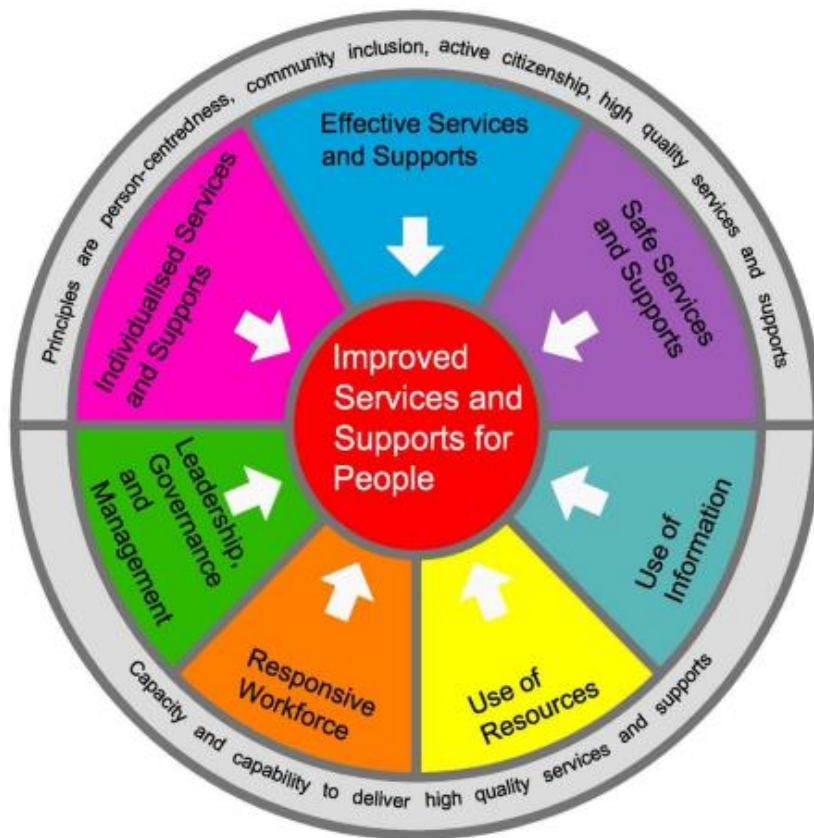 Principles are person-centredness, community inclusion, active citizenship, high quality services and supports
Effective Services
and Supports
Individualised Services
and Supports
Safe Services
and Supports
Improved
Services and
Supports for
People
Leadership,
Governance
and
Management
Use of
Information
Responsive
Workforce
Use of
Resources
Capacity and capability to deliver high quality services and supports